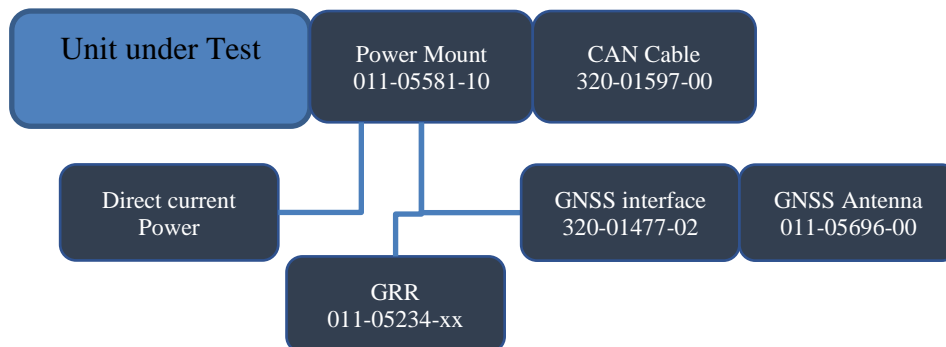 Unit under Test
Power Mount
011-05581-10
CAN Cable
320-01597-00
Direct current
Power
GNSS interface
320-01477-02
GNSS Antenna
011-05696-00
GRR
011-05234-xx